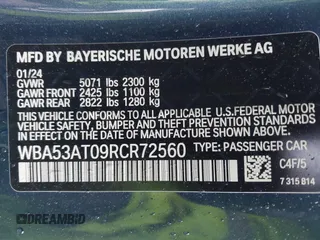 MFD BY BAYERISCHE MOTOREN WERKE AG
01/24
GVWR 5071 lbs 2300 kg
GAWR FRONT 2425 lbs 1100 kg
GAWR REAR 2822 lbs 1280 kg
THIS VEHICLE CONFORMS TO ALL APPLICABLE U.S. FEDERAL MOTOR
VEHICLE SAFETY, BUMPER, AND THEFT PREVENTION STANDARDS
IN EFFECT ON THE DATE OF MANUFACTURE SHOWN ABOVE.
WBA53AT09RCR72560 TYPE: PASSENGER CAR
C4F/5
7 315 814
DREAMBID